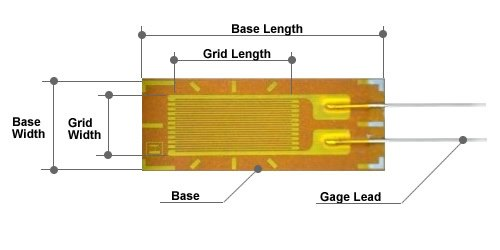 Base Length
Grid Length
Base
Width
Grid
Width
Base
Gage Lead